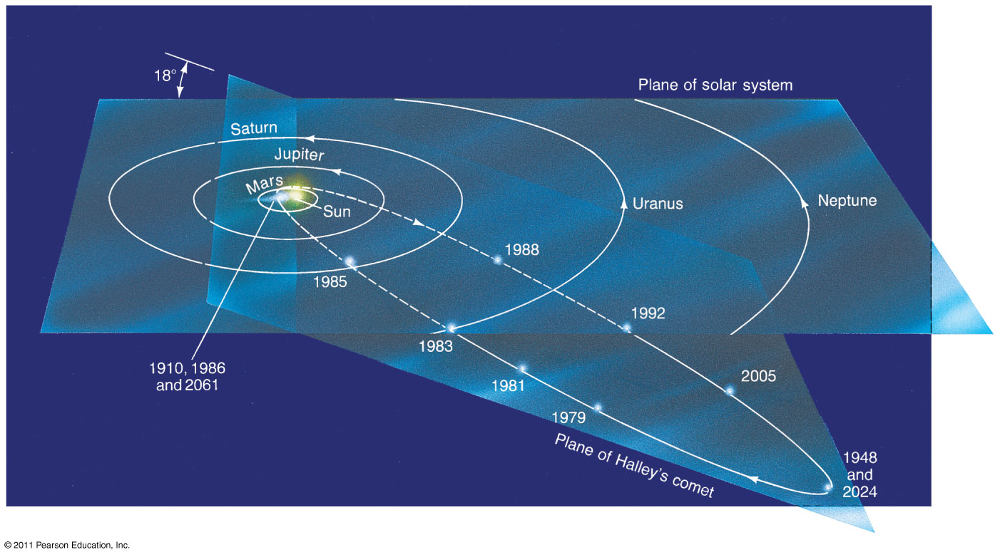 18°
Plane of solar system
Saturn
Jupiter
Mars
Sun
Uranus
Neptune
1988
1985
1992
1983
1910, 1986
and 2061
2005
1981
1979
Plane of Halley's comet
1948
and
2024
© 2011 Pearson Education, Inc.